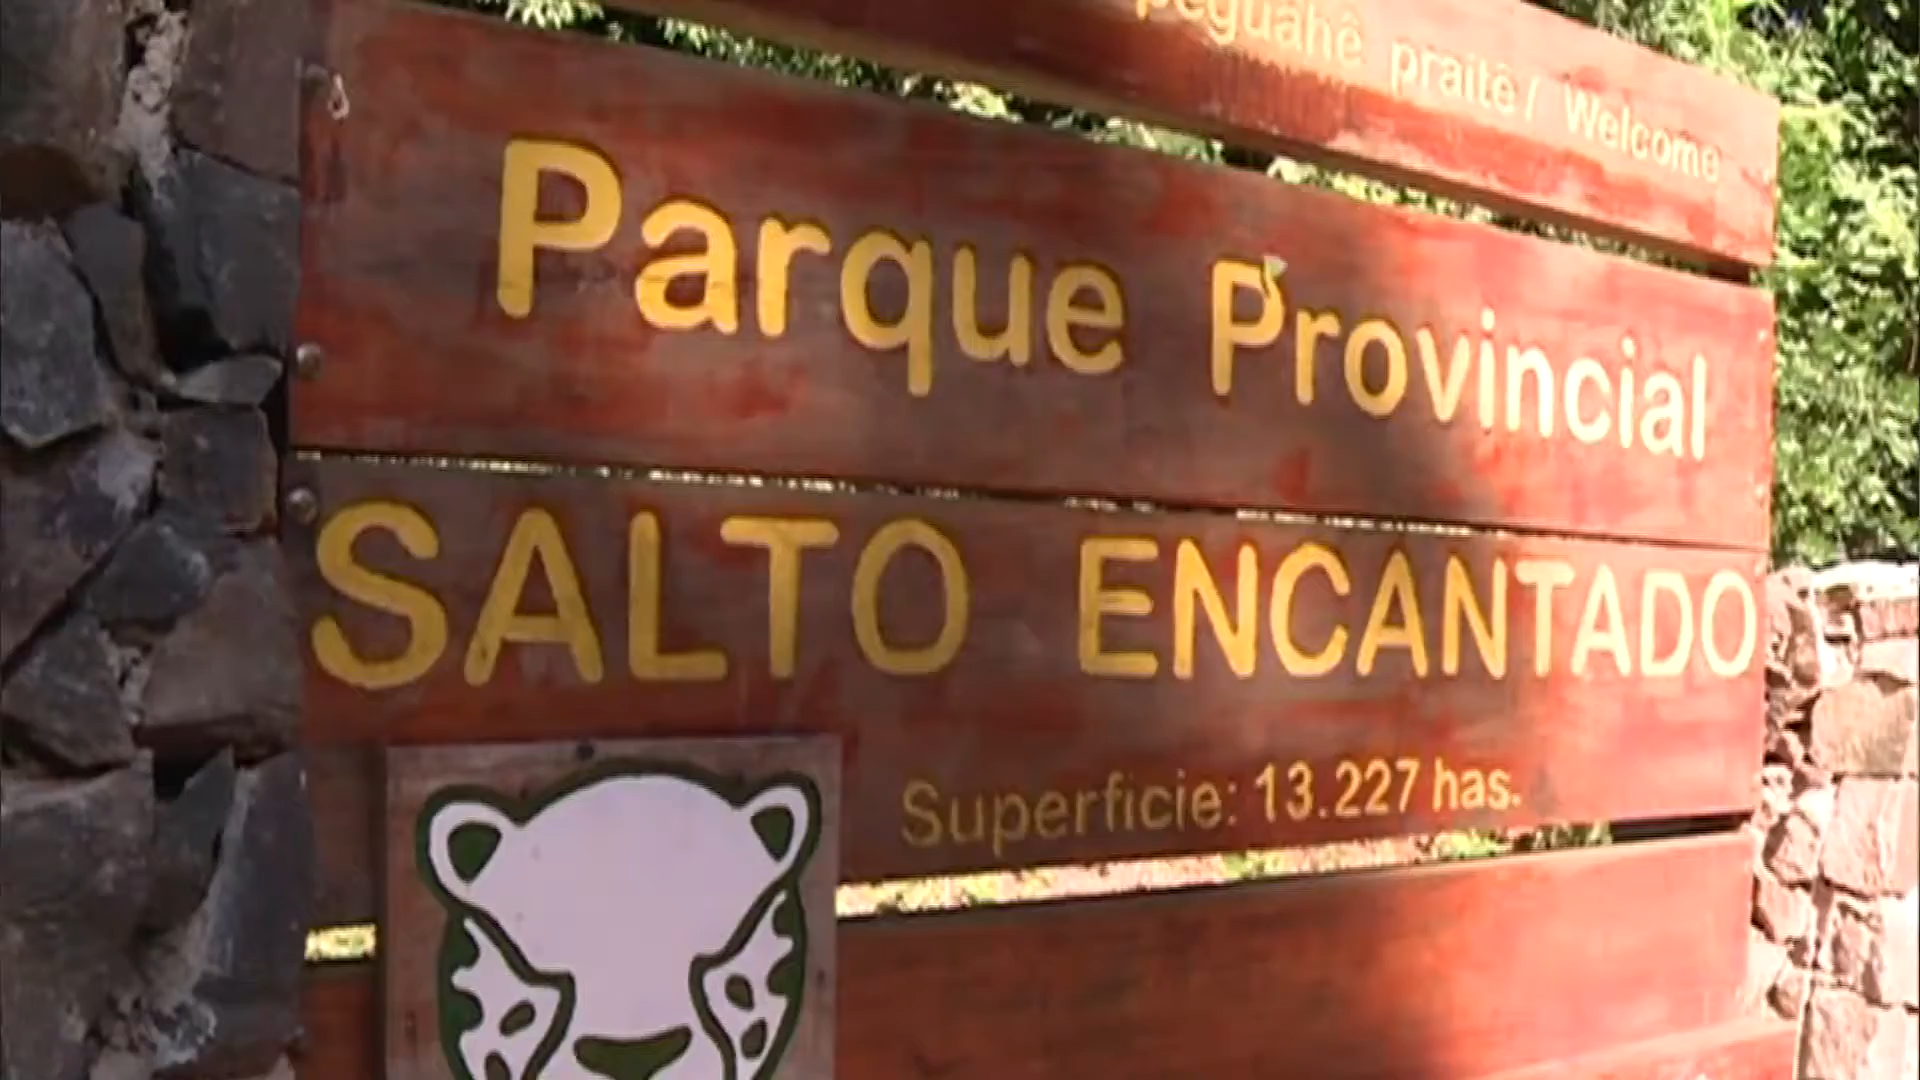 peguahê praitê / Welcome
Parque Provincial
SALTO ENCANTADO
Superficie: 13.227 has.